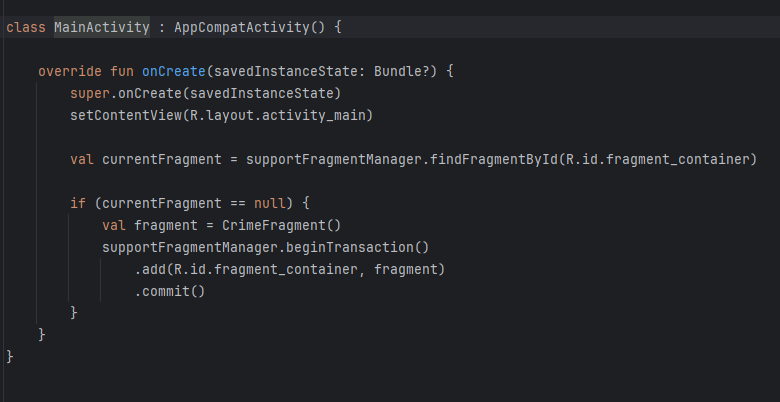 class MainActivity : AppCompatActivity() {
override fun onCreate(savedInstanceState: Bundle?) {
super.onCreate(savedInstanceState)
setContentView(R.layout.activity_main)
val currentFragment = supportFragmentManager.findFragmentById(R.id.fragment_container)
if (currentFragment == null) {
val fragment = CrimeFragment()
supportFragmentManager.beginTransaction()
.add(R.id.fragment_container, fragment)
.commit()
}
}
}